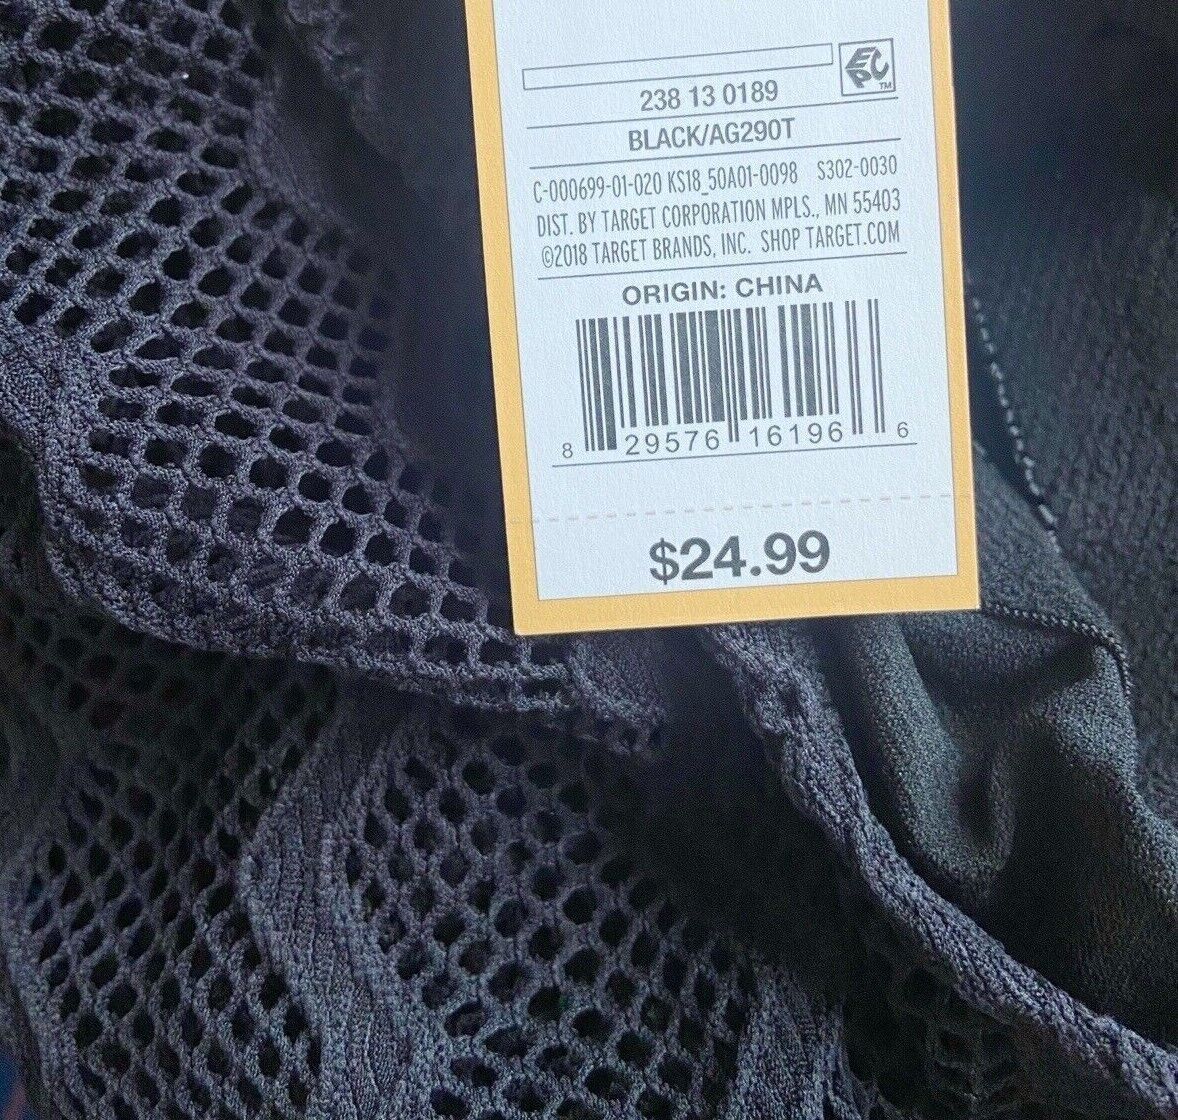 EPC™
238 13 0189
BLACK/AG290T
C-000699-01-020 KS18_50A01-0098 S302-0030
DIST. BY TARGET CORPORATION MPLS., MN 55403
©2018 TARGET BRANDS, INC. SHOP TARGET.COM
ORIGIN: CHINA
8 29576 16196 6
$24.99